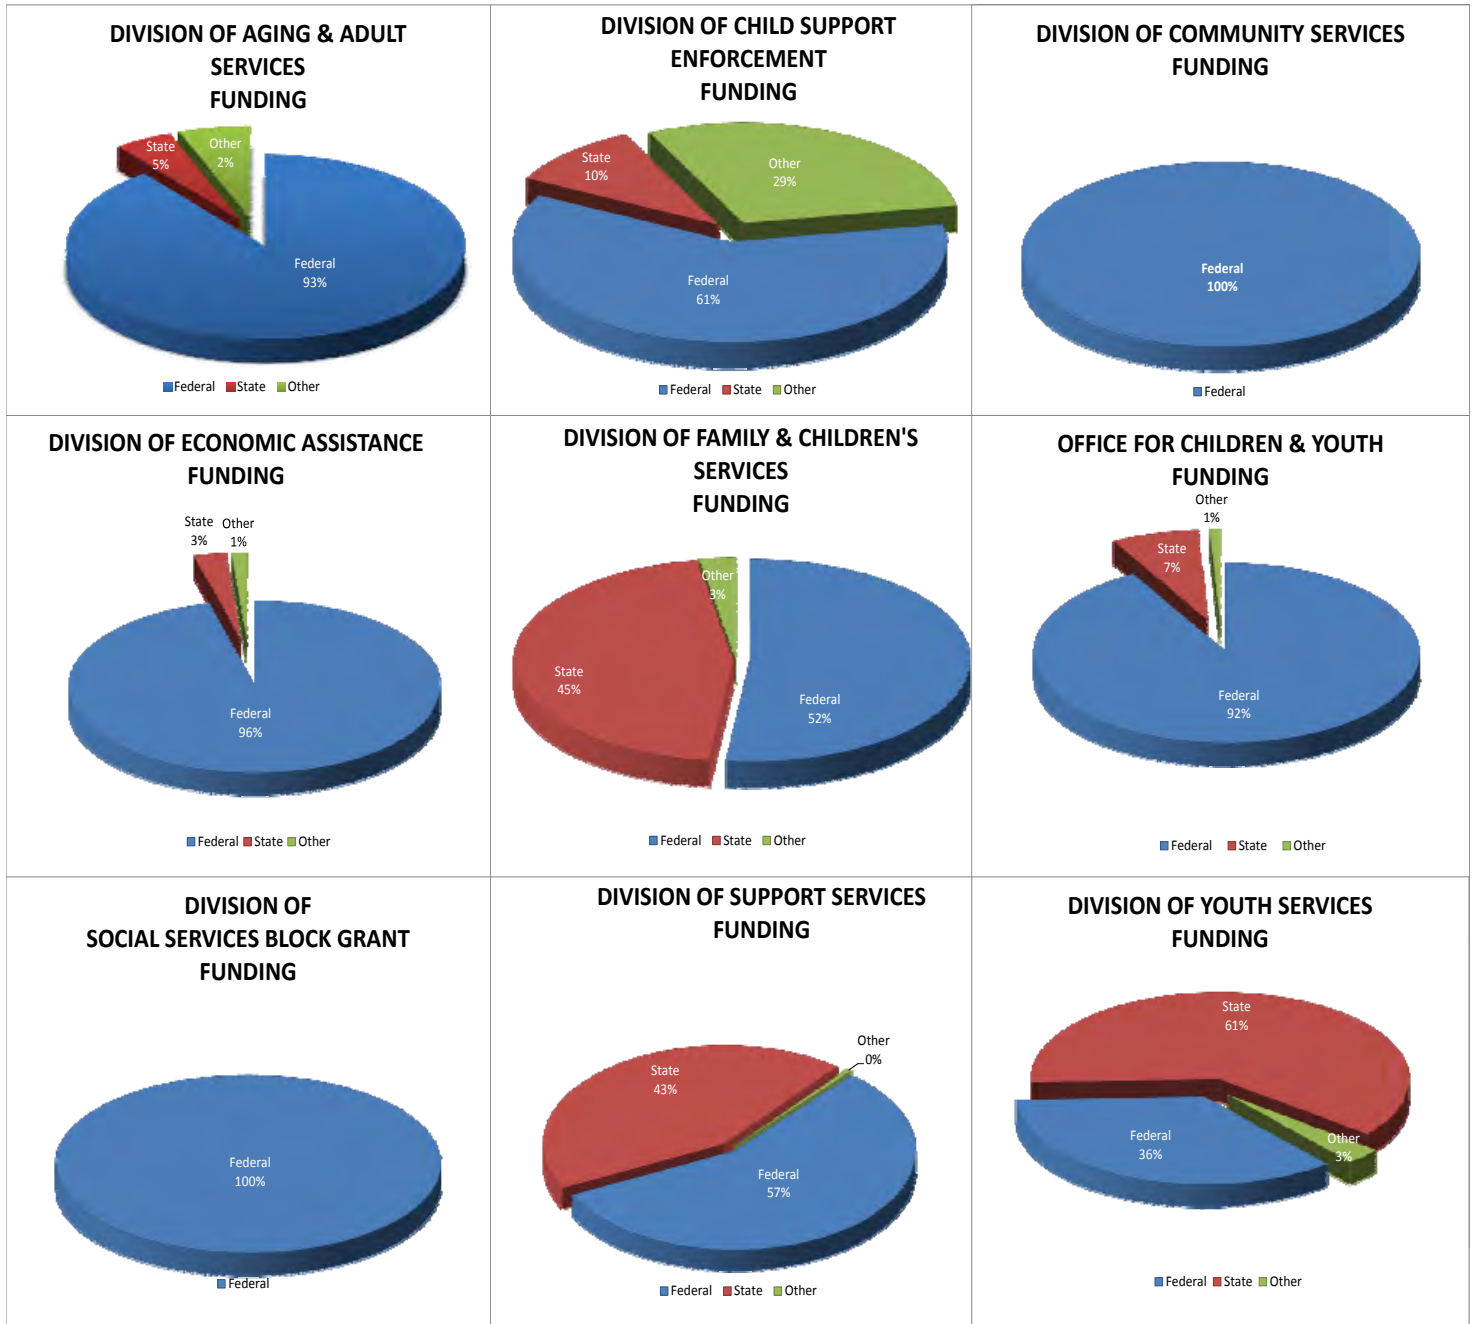 DIVISION OF AGING & ADULT
SERVICES
FUNDING
State
5%
Other
2%
Federal
93%
Federal State Other
DIVISION OF CHILD SUPPORT
ENFORCEMENT
FUNDING
State
10%
Other
29%
Federal
61%
Federal State Other
DIVISION OF COMMUNITY SERVICES
FUNDING
Federal
100%
Federal
DIVISION OF ECONOMIC ASSISTANCE
FUNDING
State
3%
Other
1%
Federal
96%
Federal State Other
DIVISION OF FAMILY & CHILDREN'S
SERVICES
FUNDING
Other
3%
State
45%
Federal
52%
Federal State Other
OFFICE FOR CHILDREN & YOUTH
FUNDING
Other
1%
State
7%
Federal
92%
Federal State Other
DIVISION OF
SOCIAL SERVICES BLOCK GRANT
FUNDING
Federal
100%
Federal
DIVISION OF SUPPORT SERVICES
FUNDING
Other
0%
State
43%
Federal
57%
Federal State Other
DIVISION OF YOUTH SERVICES
FUNDING
State
61%
Federal
36%
Other
3%
Federal State Other